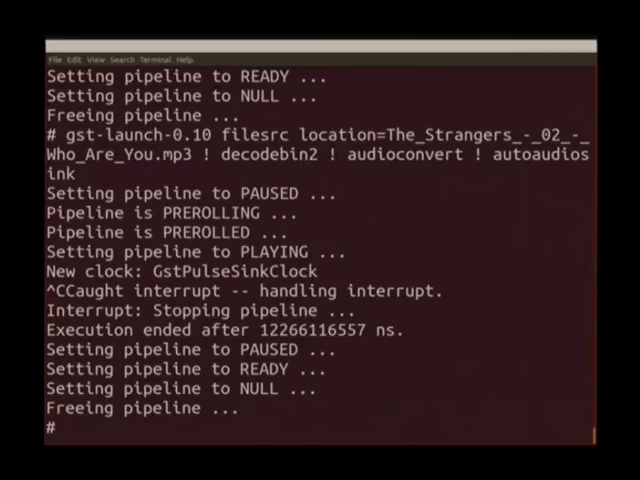 File Edit View Search Terminal Help
Setting pipeline to READY ...
Setting pipeline to NULL ...
Freeing pipeline ...
# gst-launch-0.10 filesrc location=The_Strangers_-_02_-_
Who_Are_You.mp3 ! decodebin2 ! audioconvert ! autoaudios
ink
Setting pipeline to PAUSED ...
Pipeline is PREROLLING ...
Pipeline is PREROLLED ...
Setting pipeline to PLAYING ...
New clock: GstPulseSinkClock
^CCaught interrupt -- handling interrupt.
Interrupt: Stopping pipeline ...
Execution ended after 12266116557 ns.
Setting pipeline to PAUSED ...
Setting pipeline to READY ...
Setting pipeline to NULL ...
Freeing pipeline ...
#